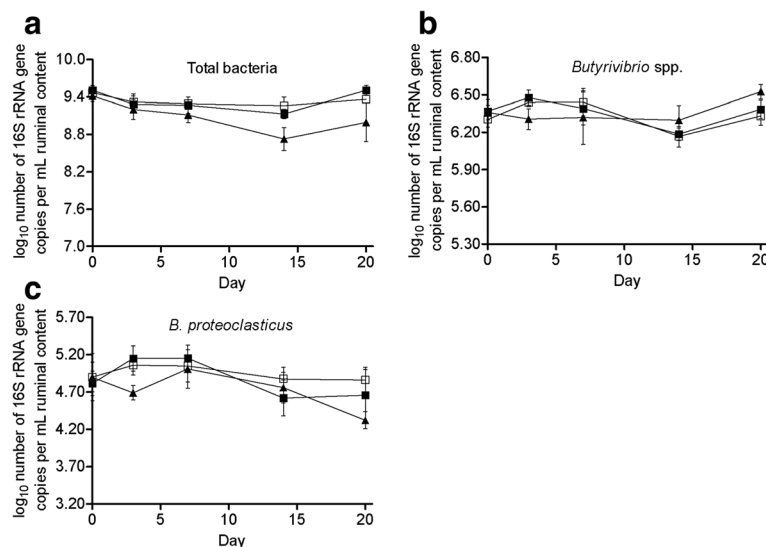 a
Total bacteria
log10 number of 16S rRNA gene
copies per mL ruminal content
10.0
9.4
8.8
8.2
7.6
7.0
0 5 10 15 20
Day
b
Butyrivibrio spp.
log10 number of 16S rRNA gene
copies per mL ruminal content
6.80
6.50
6.20
5.90
5.60
5.30
0 5 10 15 20
Day
c
B. proteoclasticus
log10 number of 16S rRNA gene
copies per mL ruminal content
5.70
5.20
4.70
4.20
3.70
3.20
0 5 10 15 20
Day